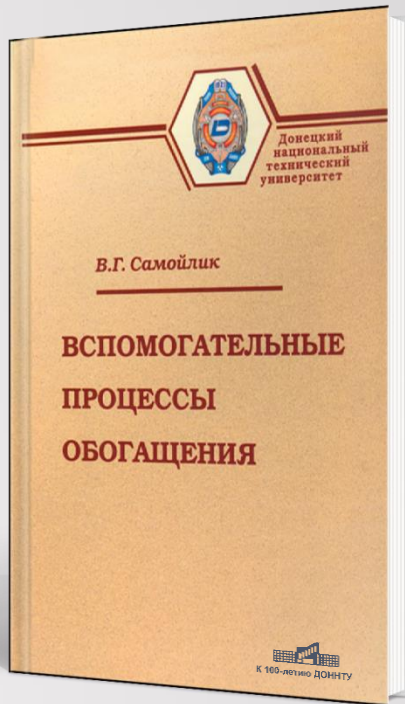 Донецкий
национальный
технический
университет
В.Г. Самойлик
ВСПОМОГАТЕЛЬНЫЕ
ПРОЦЕССЫ
ОБОГАЩЕНИЯ
К 100-летию ДОННТУ